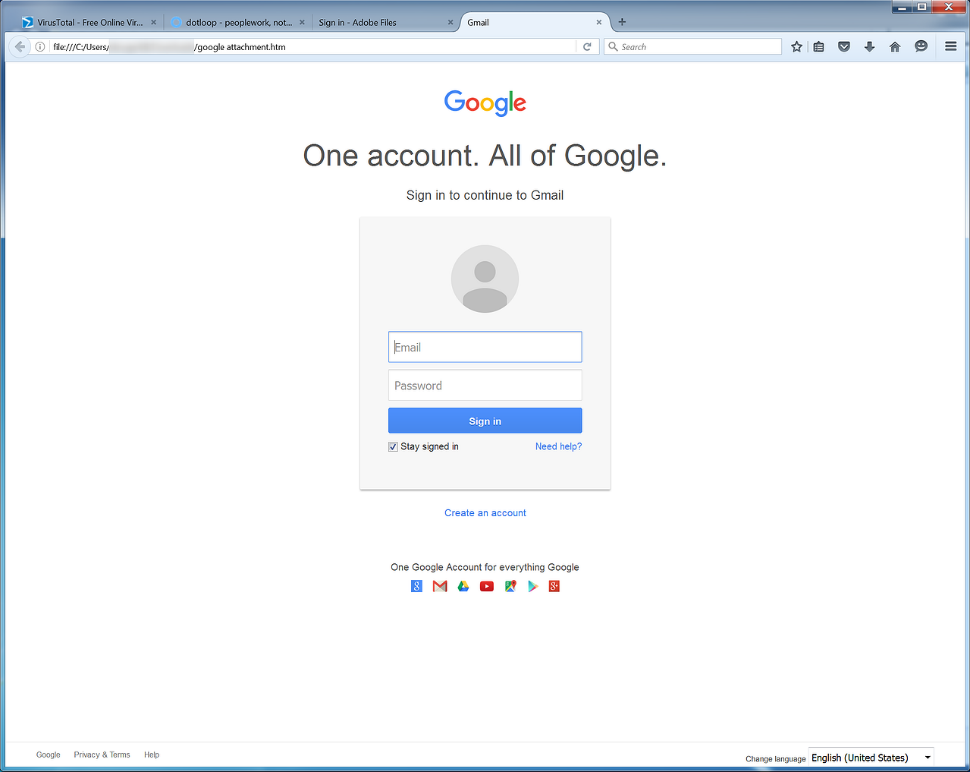 VirusTotal - Free Online Vir...
dotloop - peoplework, not...
Sign in - Adobe Files
Gmail
file:///C:/Users/ /google attachment.htm
Search
Google
One account. All of Google.
Sign in to continue to Gmail
Email
Password
Sign in
Stay signed in
Need help?
Create an account
One Google Account for everything Google
Google
Privacy & Terms
Help
Change language
English (United States)